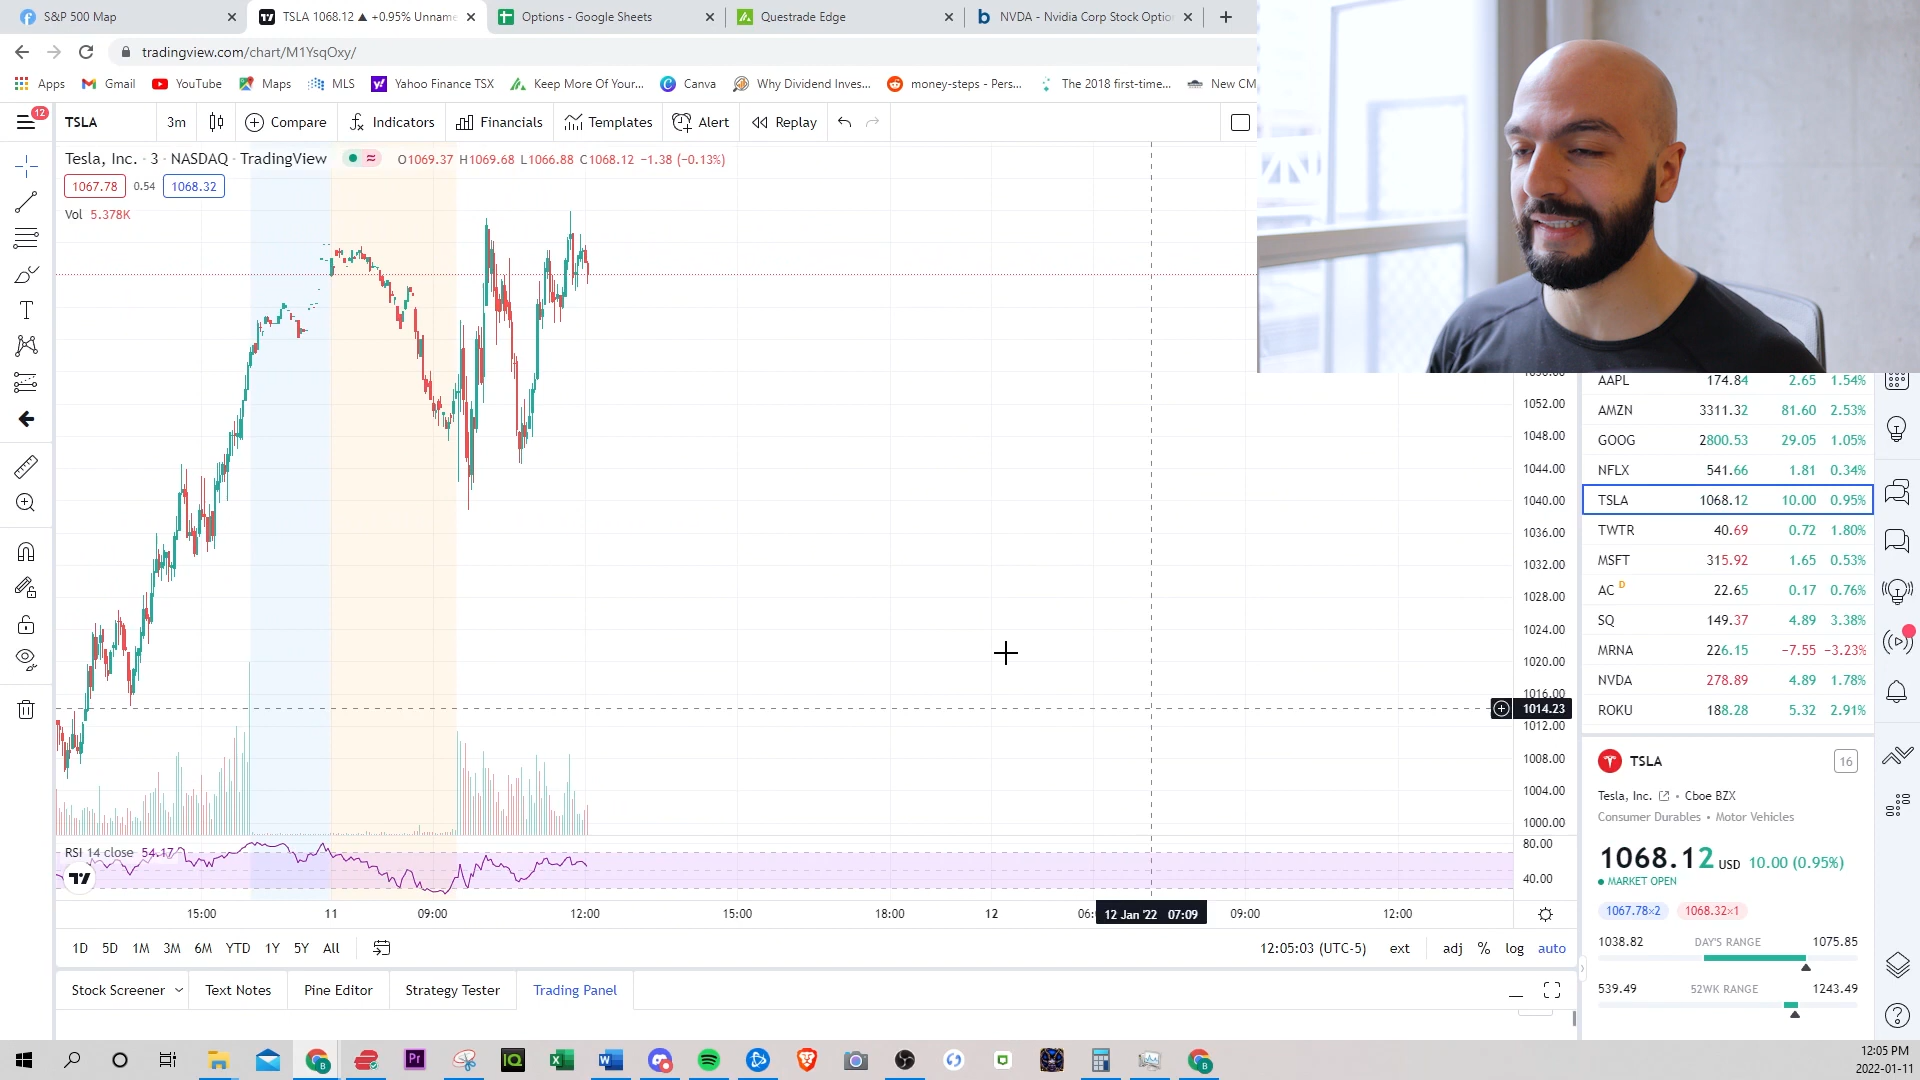 S&P 500 Map
TSLA 1068.12 ▲ +0.95% Unname
Options - Google Sheets
Questrade Edge
NVDA - Nvidia Corp Stock Optio
tradingview.com/chart/M1YsqOxy/
Apps
Gmail
YouTube
Maps
MLS
Yahoo Finance TSX
Keep More Of Your...
Canva
Why Dividend Inves...
money-steps - Pers...
The 2018 first-time...
New CM
12
TSLA
3m
Compare
Indicators
Financials
Templates
Alert
Replay
Tesla, Inc. · 3 · NASDAQ · TradingView
O1069.37 H1069.68 L1066.88 C1068.12 −1.38 (−0.13%)
1067.78 0.54 1068.32
Vol 5.378K
1052.00
1048.00
1044.00
1040.00
1036.00
1032.00
1028.00
1024.00
1020.00
1016.00
1014.23
1012.00
1008.00
1004.00
1000.00
80.00
40.00
RSI 14 close 54.17
15:00
11
09:00
12:00
15:00
18:00
12
06:
12 Jan '22 07:09
09:00
12:00
1D 5D 1M 3M 6M YTD 1Y 5Y All
12:05:03 (UTC-5)
ext
adj % log auto
Stock Screener
Text Notes
Pine Editor
Strategy Tester
Trading Panel
AAPL 174.84 2.65 1.54%
AMZN 3311.32 81.60 2.53%
GOOG 2800.53 29.05 1.05%
NFLX 541.66 1.81 0.34%
TSLA 1068.12 10.00 0.95%
TWTR 40.69 0.72 1.80%
MSFT 315.92 1.65 0.53%
AC D 22.65 0.17 0.76%
SQ 149.37 4.89 3.38%
MRNA 226.15 −7.55 −3.23%
NVDA 278.89 4.89 1.78%
ROKU 188.28 5.32 2.91%
TSLA
16
Tesla, Inc. • Cboe BZX
Consumer Durables • Motor Vehicles
1068.12 USD 10.00 (0.95%)
MARKET OPEN
1067.78×2 1068.32×1
1038.82 DAY'S RANGE 1075.85
539.49 52WK RANGE 1243.49
Pr
IQ
12:05 PM
2022-01-11